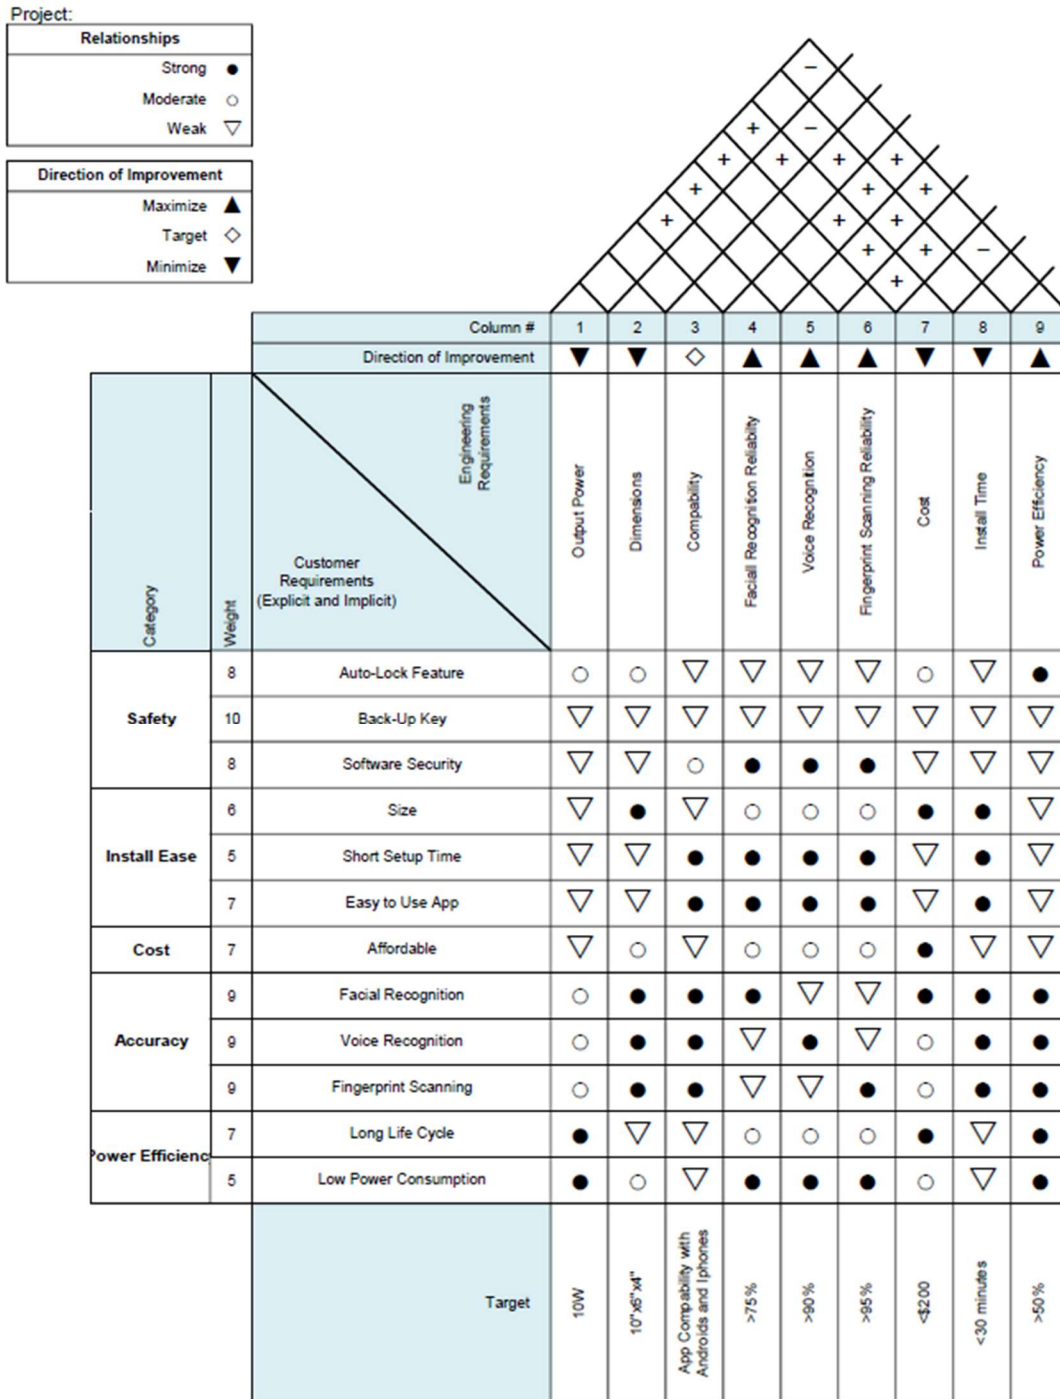 Project:
Relationships
Strong ●
Moderate ○
Weak ▽
Direction of Improvement
Maximize ▲
Target ◇
Minimize ▼
−
+ −
+ + + +
+ + +
+ + +
+ + −
+
Column # 1 2 3 4 5 6 7 8 9
Direction of Improvement ▼ ▼ ◇ ▲ ▲ ▲ ▼ ▼ ▲
Category
Weight
Engineering
Requirements
Customer
Requirements
(Explicit and Implicit)
Output Power
Dimensions
Compability
Faciall Recognition Reliabilty
Voice Recognition
Fingerprint Scanning Reliability
Cost
Install Time
Power Efficiency
Safety
8 Auto-Lock Feature ○ ○ ▽ ▽ ▽ ▽ ○ ▽ ●
10 Back-Up Key ▽ ▽ ▽ ▽ ▽ ▽ ▽ ▽ ▽
8 Software Security ▽ ▽ ○ ● ● ● ▽ ▽ ▽
Install Ease
6 Size ▽ ● ▽ ○ ○ ○ ● ● ▽
5 Short Setup Time ▽ ▽ ● ● ● ● ▽ ● ▽
7 Easy to Use App ▽ ▽ ● ● ● ● ▽ ● ▽
Cost
7 Affordable ▽ ○ ▽ ○ ○ ○ ● ▽ ▽
Accuracy
9 Facial Recognition ○ ● ● ● ▽ ▽ ● ● ●
9 Voice Recognition ○ ● ● ▽ ● ▽ ○ ● ●
9 Fingerprint Scanning ○ ● ● ▽ ▽ ● ○ ● ●
Power Efficienc
7 Long Life Cycle ● ▽ ▽ ○ ○ ○ ● ▽ ●
5 Low Power Consumption ● ○ ▽ ● ● ● ○ ▽ ●
Target
10W
10"x6"x4"
App Compability with
Androids and Iphones
>75%
>90%
>95%
<$200
<30 minutes
>50%